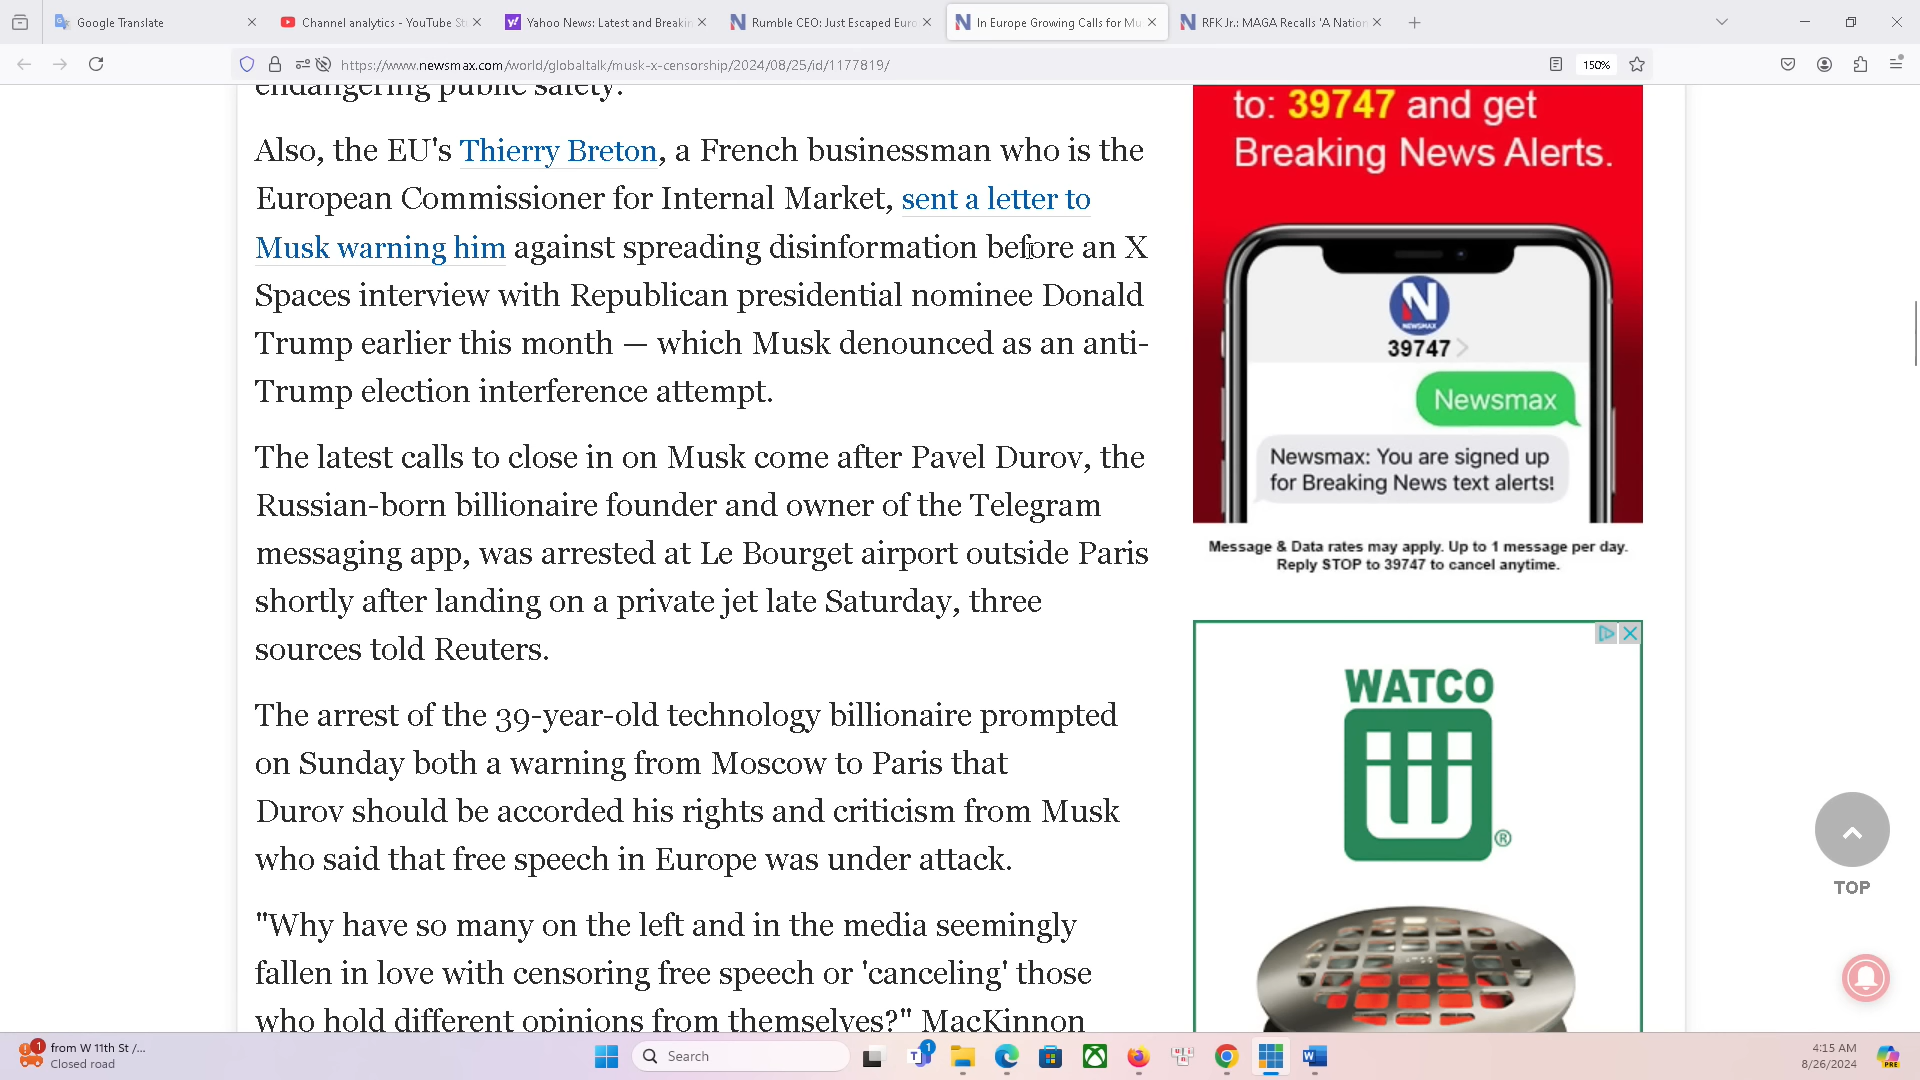 Google Translate
Channel analytics - YouTube St
Yahoo News: Latest and Breakin
Rumble CEO: Just Escaped Euro
In Europe Growing Calls for Mu
RFK Jr.: MAGA Recalls 'A Nation
https://www.newsmax.com/world/globaltalk/musk-x-censorship/2024/08/25/id/1177819/
150%
endangering public safety.
Also, the EU's Thierry Breton, a French businessman who is the
European Commissioner for Internal Market, sent a letter to
Musk warning him against spreading disinformation before an X
Spaces interview with Republican presidential nominee Donald
Trump earlier this month — which Musk denounced as an anti-
Trump election interference attempt.
The latest calls to close in on Musk come after Pavel Durov, the
Russian-born billionaire founder and owner of the Telegram
messaging app, was arrested at Le Bourget airport outside Paris
shortly after landing on a private jet late Saturday, three
sources told Reuters.
The arrest of the 39-year-old technology billionaire prompted
on Sunday both a warning from Moscow to Paris that
Durov should be accorded his rights and criticism from Musk
who said that free speech in Europe was under attack.
"Why have so many on the left and in the media seemingly
fallen in love with censoring free speech or 'canceling' those
who hold different opinions from themselves?" MacKinnon
to: 39747 and get
Breaking News Alerts.
NEWSMAX
39747
Newsmax
Newsmax: You are signed up
for Breaking News text alerts!
Message & Data rates may apply. Up to 1 message per day.
Reply STOP to 39747 to cancel anytime.
WATCO
®
TOP
1
from W 11th St /...
Closed road
Search
1
4:15 AM
8/26/2024
PRE